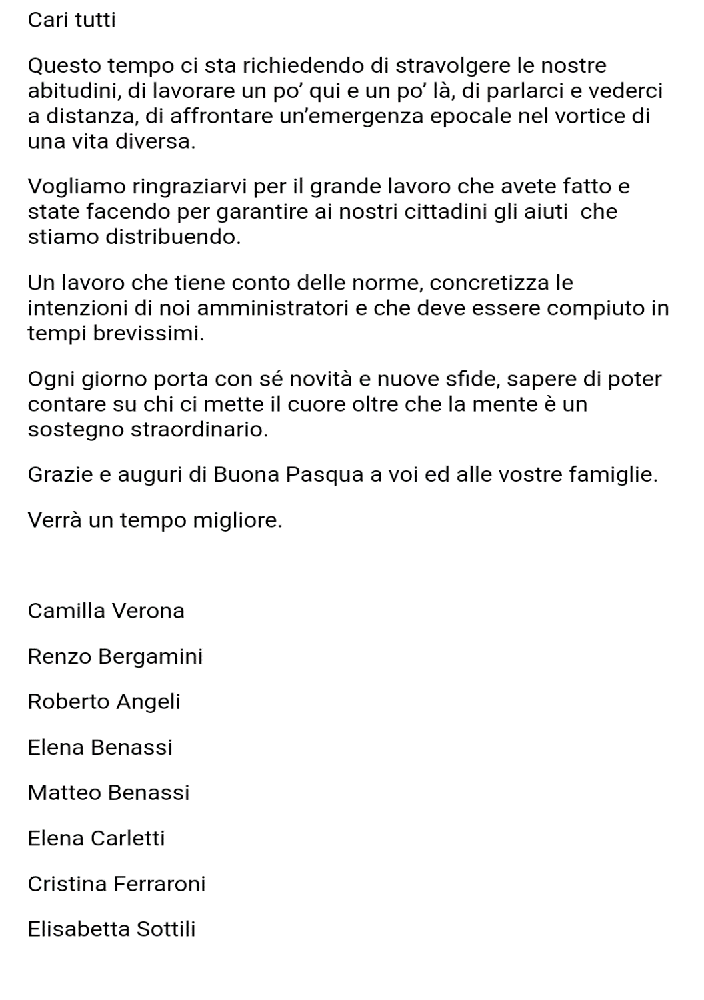 Cari tutti
Questo tempo ci sta richiedendo di stravolgere le nostre
abitudini, di lavorare un po’ qui e un po’ là, di parlarci e vederci
a distanza, di affrontare un’emergenza epocale nel vortice di
una vita diversa.
Vogliamo ringraziarvi per il grande lavoro che avete fatto e
state facendo per garantire ai nostri cittadini gli aiuti  che
stiamo distribuendo.
Un lavoro che tiene conto delle norme, concretizza le
intenzioni di noi amministratori e che deve essere compiuto in
tempi brevissimi.
Ogni giorno porta con sé novità e nuove sfide, sapere di poter
contare su chi ci mette il cuore oltre che la mente è un
sostegno straordinario.
Grazie e auguri di Buona Pasqua a voi ed alle vostre famiglie.
Verrà un tempo migliore.
Camilla Verona
Renzo Bergamini
Roberto Angeli
Elena Benassi
Matteo Benassi
Elena Carletti
Cristina Ferraroni
Elisabetta Sottili